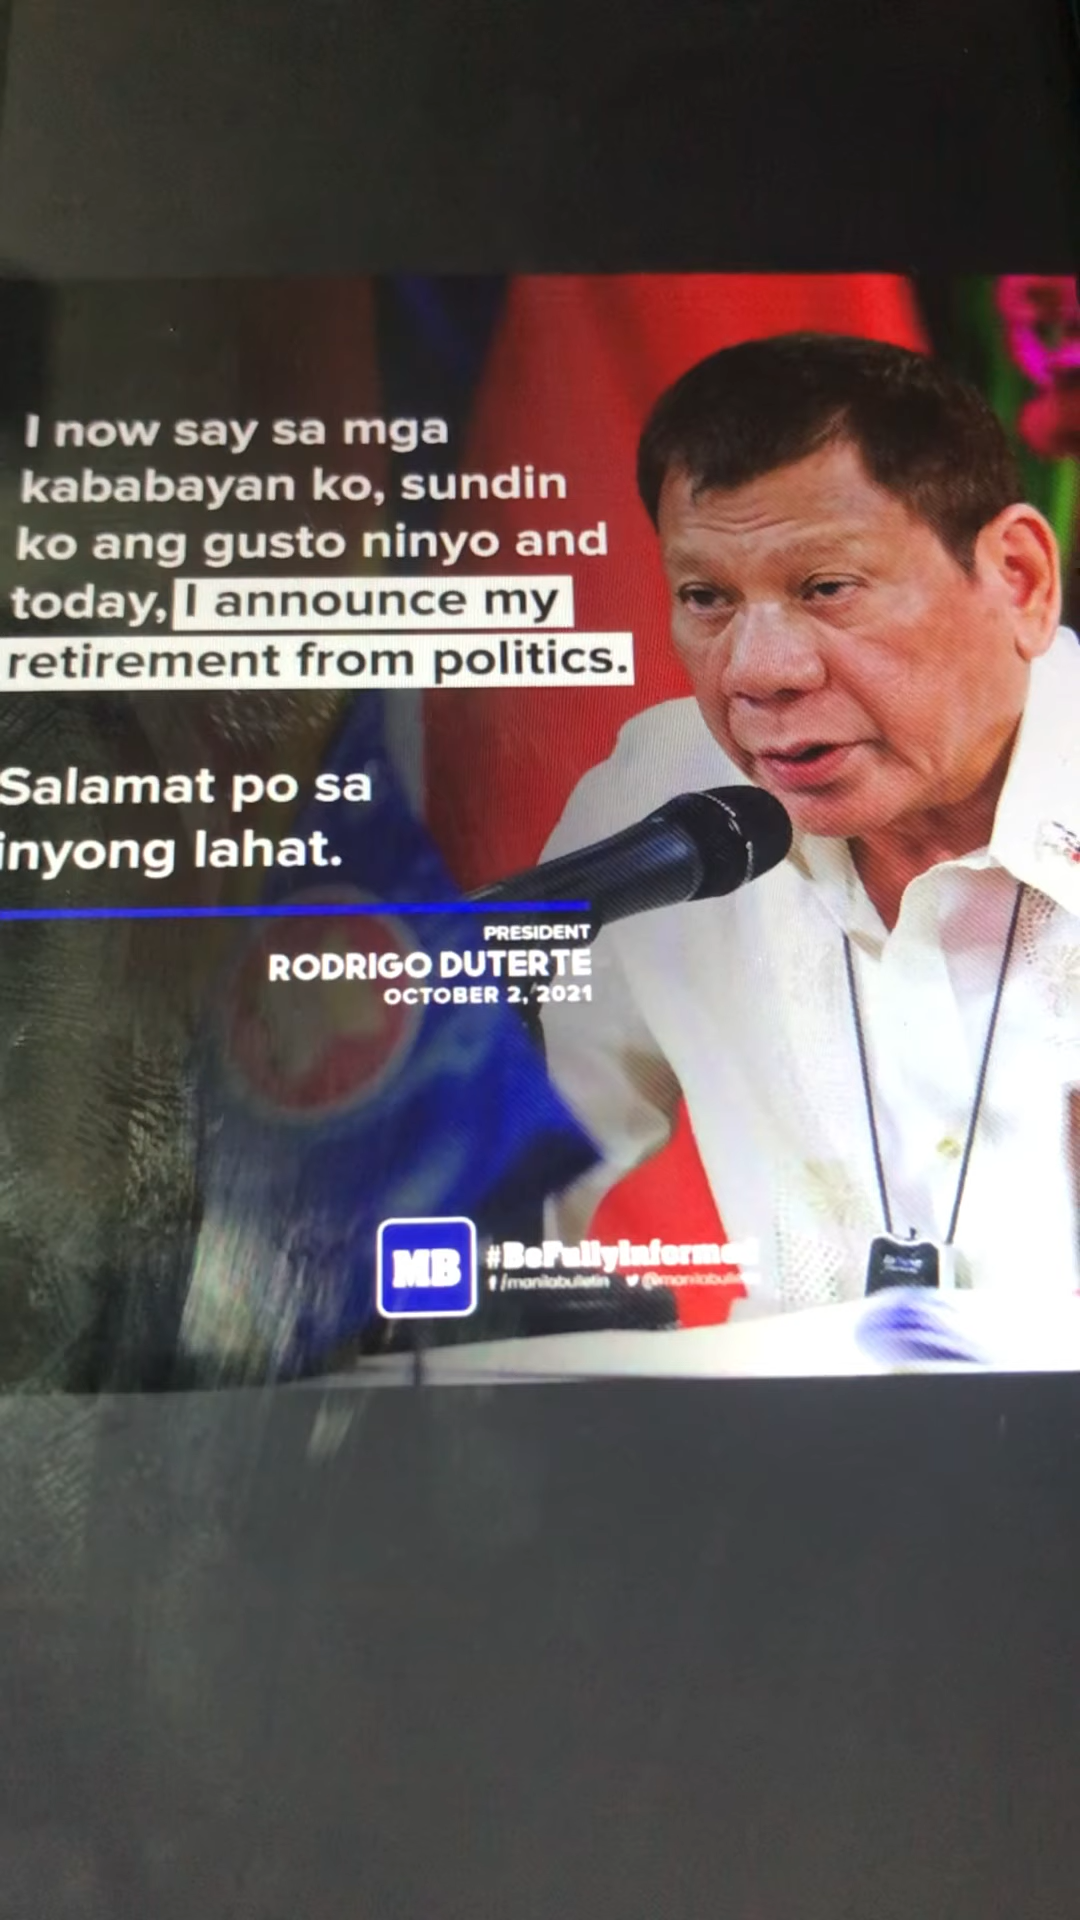 I now say sa mga
kababayan ko, sundin
ko ang gusto ninyo and
today, I announce my
retirement from politics.
Salamat po sa
inyong lahat.
PRESIDENT
RODRIGO DUTERTE
OCTOBER 2, 2021
MB
#BeFullyInformed
/manilabulletin